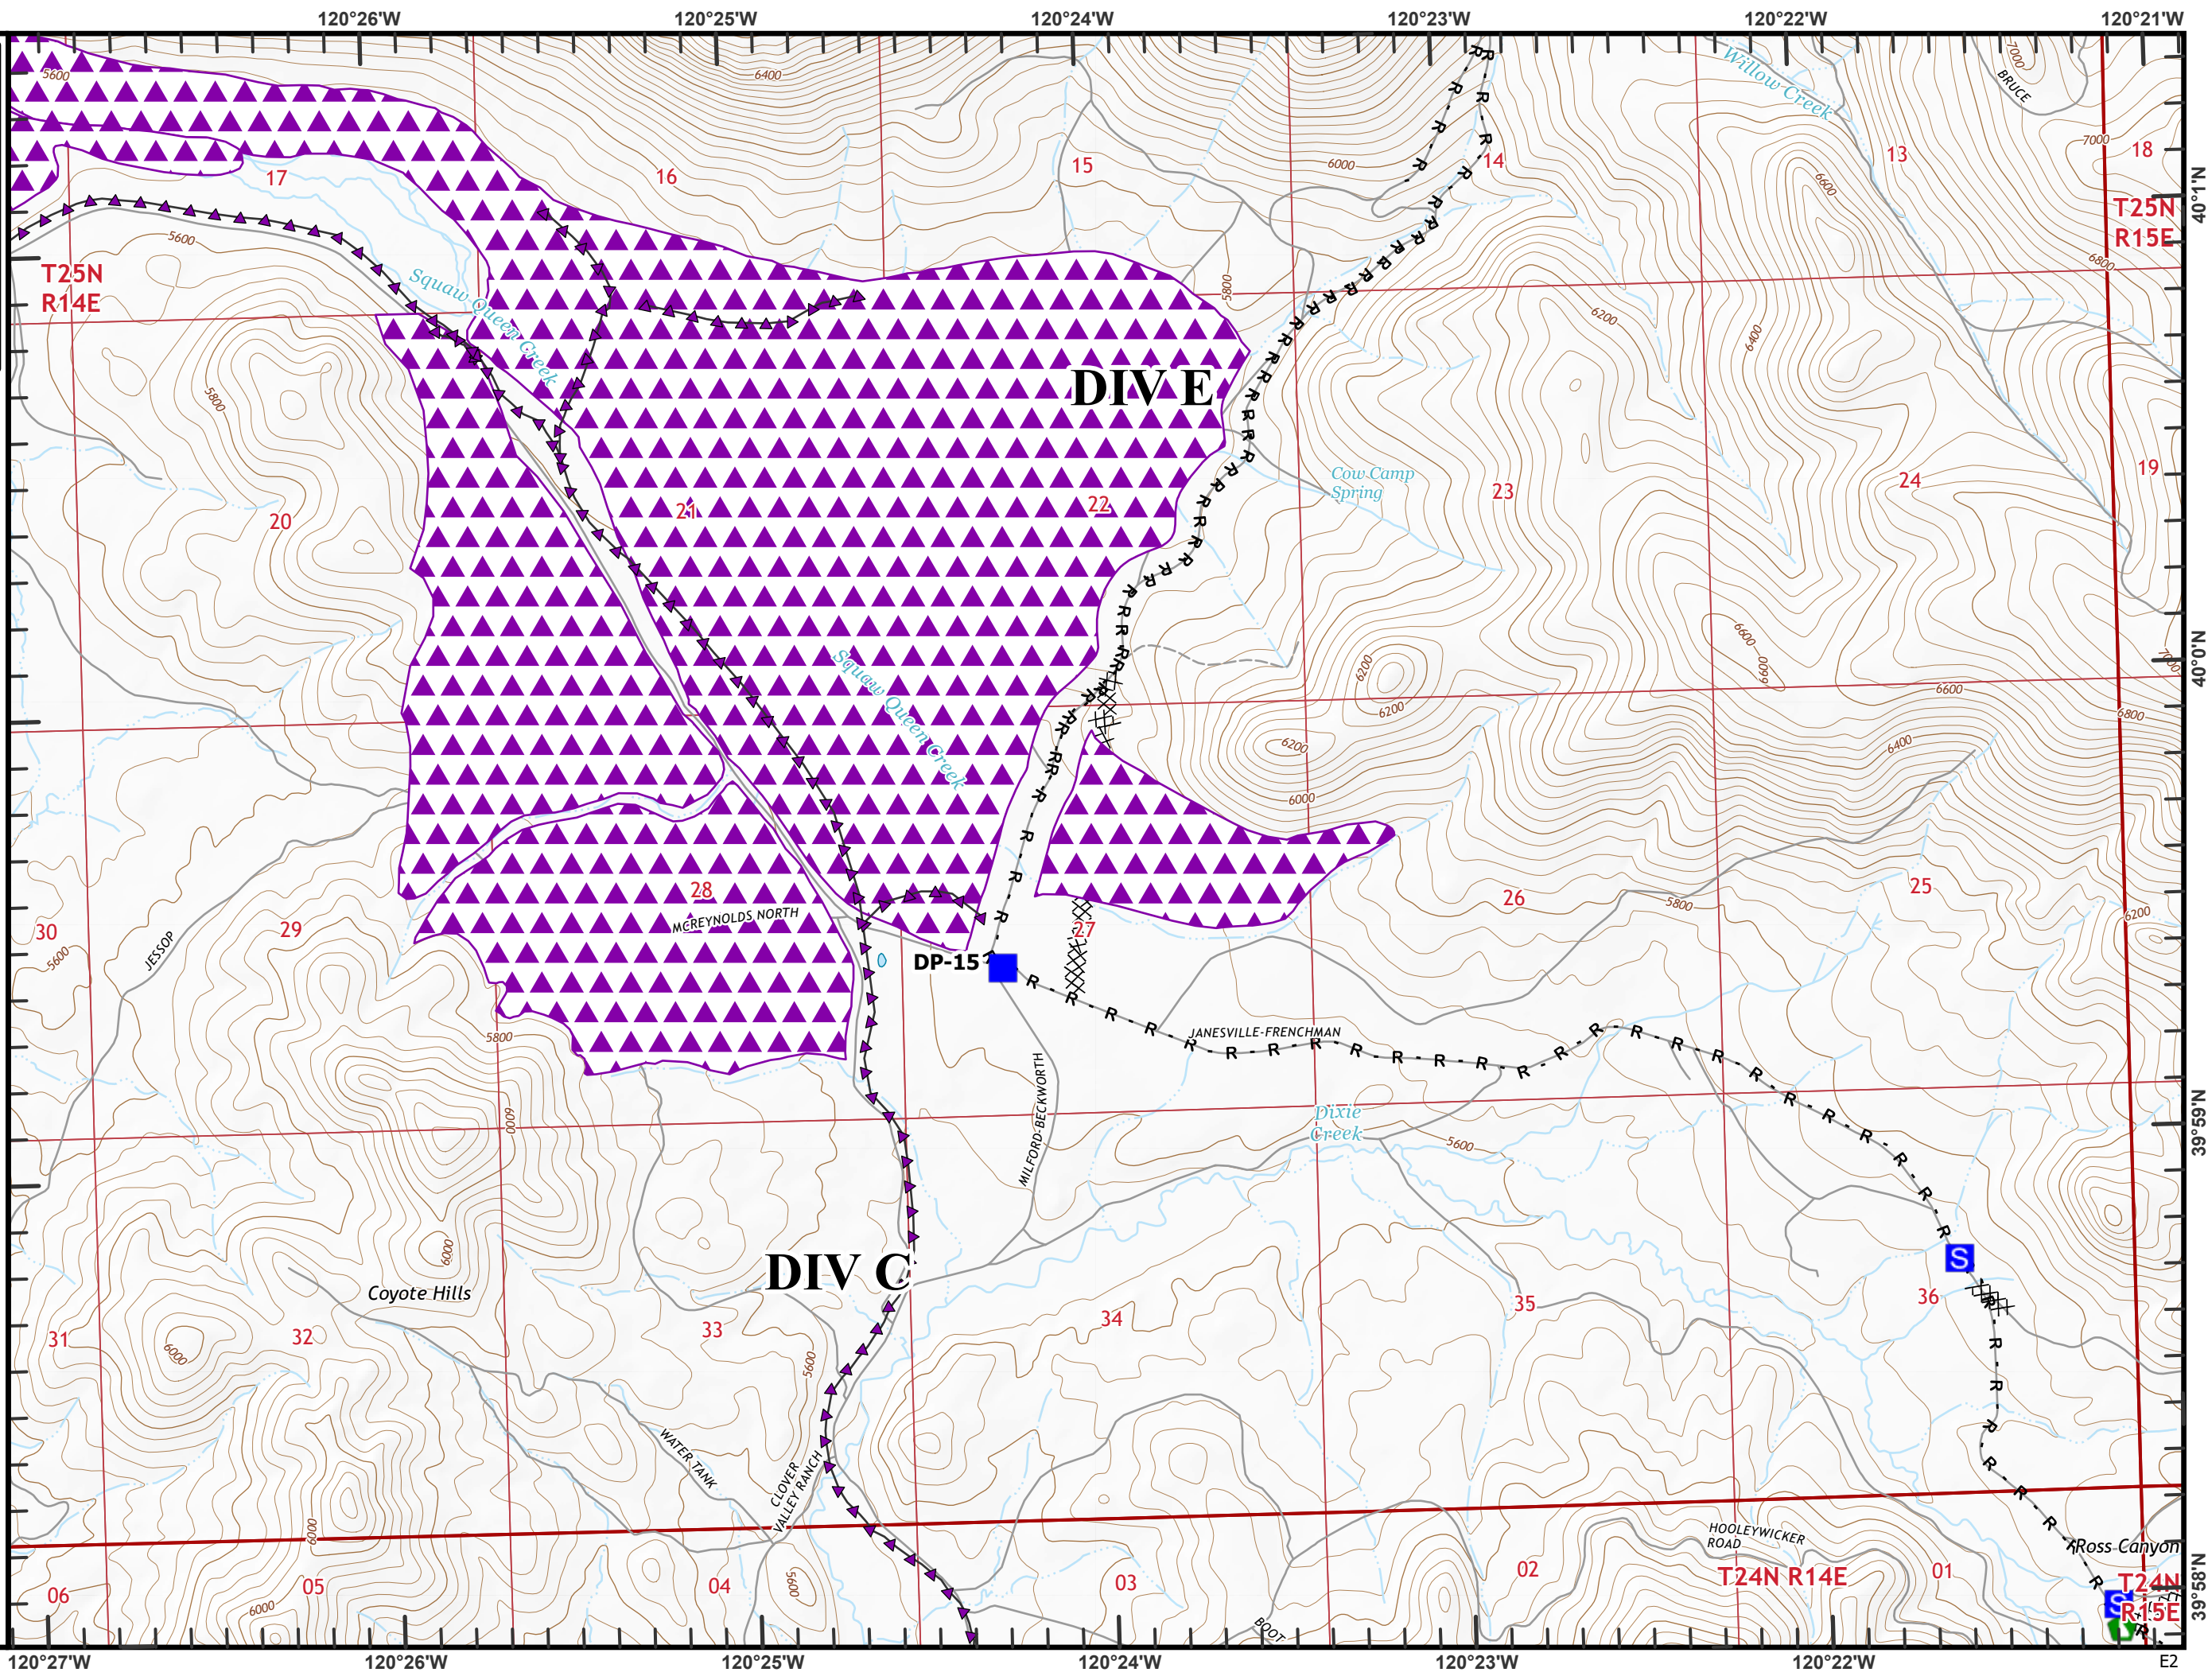 120°26'W 120°25'W 120°24'W 120°23'W 120°22'W 120°21'W
5600
6400
Willow Creek
7000
BRUCE
7000
17
16
15
6000
14
13
18
6600
40°1'N
T25N
R15E
5600
6800
T25N
R14E
Squaw Queen Creek
5800
6200
6400
5800
DIV E
Cow Camp
Spring
19
20
21
22
23
24
40°0'N
6600
6600
7000
6200
6200
6600
6800
Squaw Queen Creek
6200
6400
6000
28
25
26
5800
6200
30
29
MCREYNOLDS NORTH
27
JESSOP
5600
DP-15
5800
JANESVILLE-FRENCHMAN
MILFORD-BECKWORTH
6000
Dixie
Creek
5600
39°59'N
6000
DIV C
S
Coyote Hills
31
32
33
34
35
36
6000
5600
WATER TANK
CLOVER
VALLEY RANCH
6000
HOOLEYWICKER
ROAD
Ross Canyon
06
05
04
03
02
01
T24N R14E
T24N
R15E
39°58'N
6000
5600
S
BOOT
120°27'W 120°26'W 120°25'W 120°24'W 120°23'W 120°22'W
E2